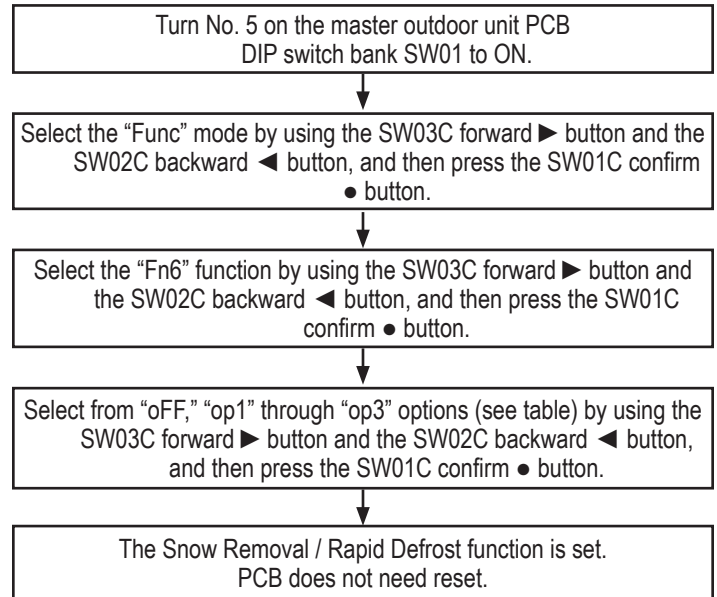 Turn No. 5 on the master outdoor unit PCB
DIP switch bank SW01 to ON.
Select the “Func” mode by using the SW03C forward ► button and the
SW02C backward ◄ button, and then press the SW01C confirm
● button.
Select the “Fn6” function by using the SW03C forward ► button and
the SW02C backward ◄ button, and then press the SW01C
confirm ● button.
Select from “oFF,” “op1” through “op3” options (see table) by using the
SW03C forward ► button and the SW02C backward ◄ button,
and then press the SW01C confirm ● button.
The Snow Removal / Rapid Defrost function is set.
PCB does not need reset.